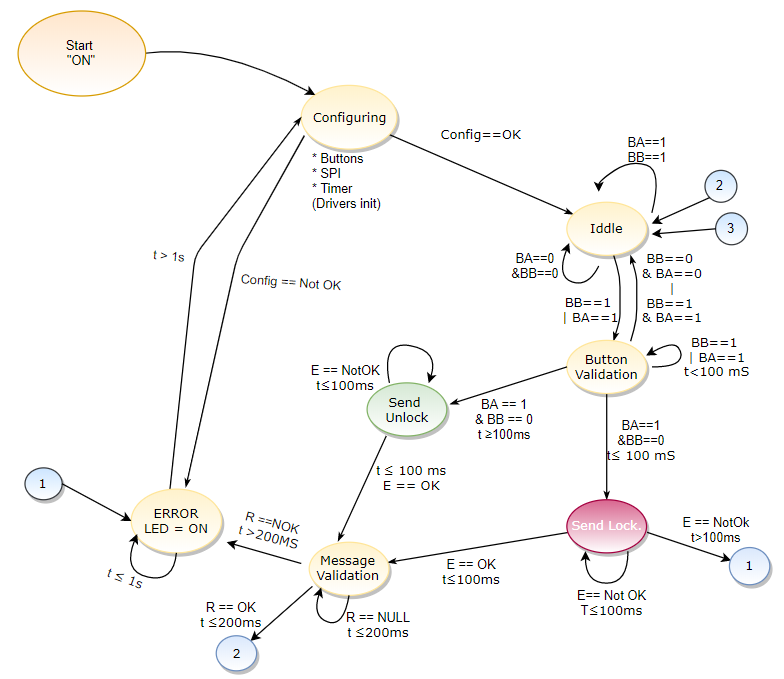 Start
"ON"
Configuring
* Buttons
* SPI
* Timer
(Drivers init)
Config==OK
BA==1
BB==1
2
3
Iddle
BA==0
&BB==0
BB==0
& BA==0
|
BB==1
& BA==1
BB==1
| BA==1
t > 1s
Config == Not OK
Button
Validation
BB==1
| BA==1
t<100 mS
E == NotOK
t≤100ms
Send
Unlock
BA == 1
& BB == 0
t ≥100ms
BA==1
&BB==0
t≤ 100 mS
t ≤ 100 ms
E == OK
1
ERROR
LED = ON
R ==NOK
t >200MS
t ≤ 1s
Send Lock.
E == NotOk
t>100ms
1
Message
Validation
E == OK
t≤100ms
E== Not OK
T≤100ms
R == OK
t ≤200ms
R == NULL
t ≤200ms
2